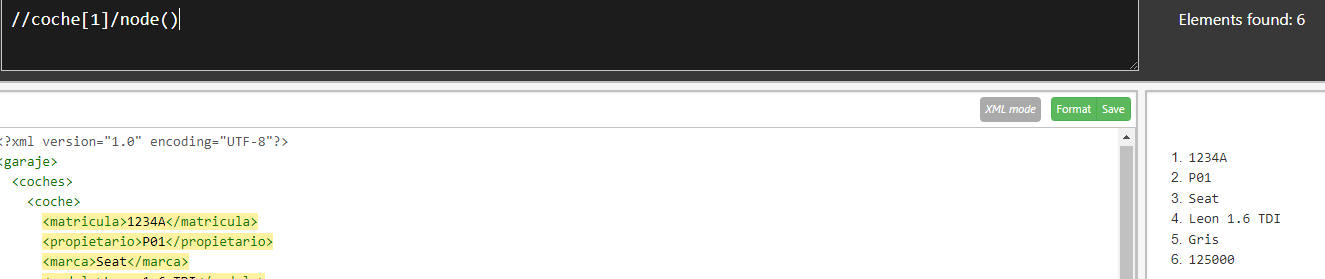 //coche[1]/node()
Elements found: 6
XML mode
Format
Save
<?xml version="1.0" encoding="UTF-8"?>
<garaje>
<coches>
<coche>
<matricula>1234A</matricula>
<propietario>P01</propietario>
<marca>Seat</marca>
1. 1234A
2. P01
3. Seat
4. Leon 1.6 TDI
5. Gris
6. 125000